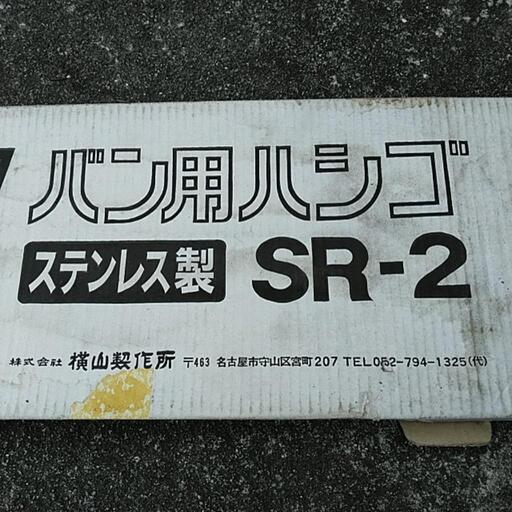 バン用ハシゴ
ステンレス製 SR-2
株式会社 横山製作所 〒463 名古屋市守山区宮町207 TEL052-794-1325(代)